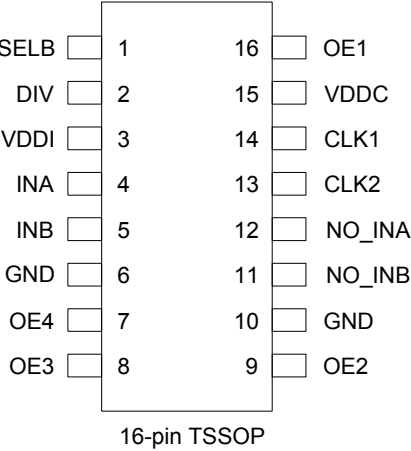 SELB 1 16 OE1
DIV 2 15 VDDC
VDDI 3 14 CLK1
INA 4 13 CLK2
INB 5 12 NO_INA
GND 6 11 NO_INB
OE4 7 10 GND
OE3 8 9 OE2
16-pin TSSOP